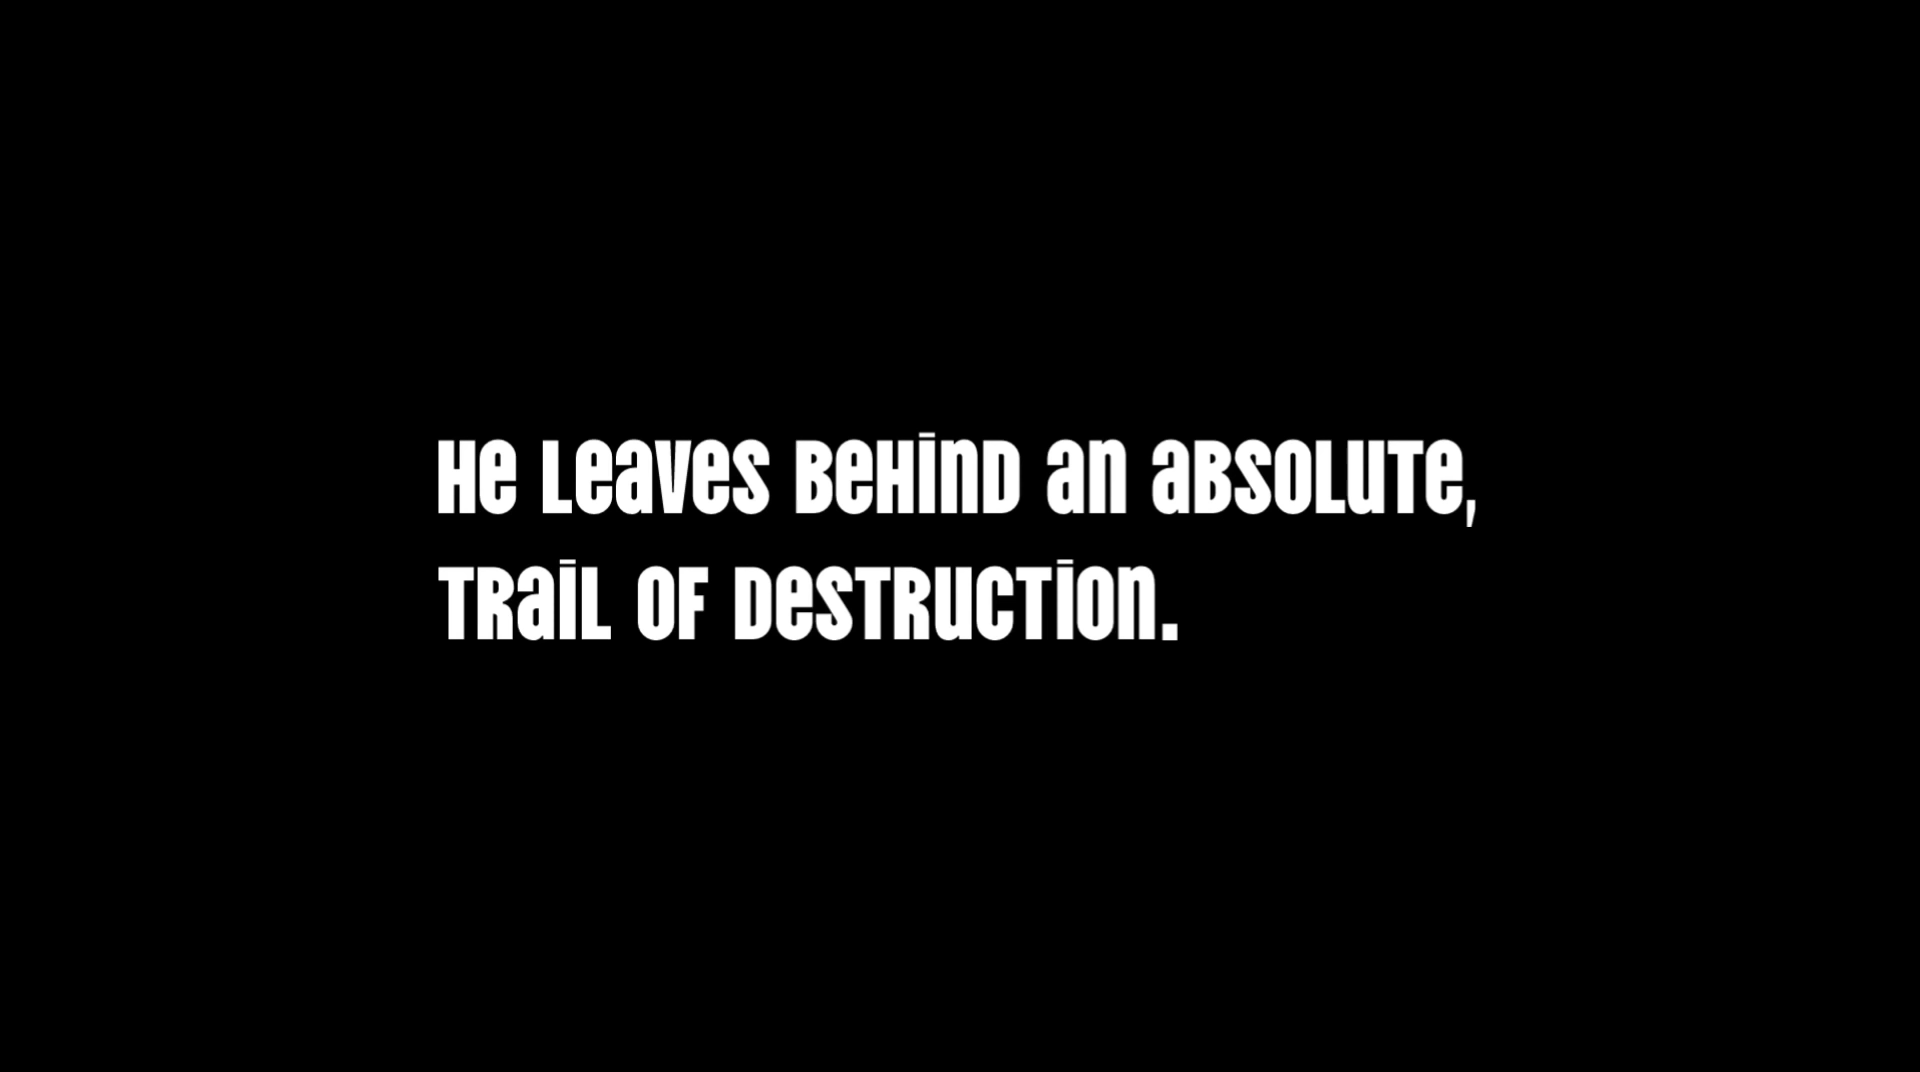 He Leaves Behind an absolute,
Trail of Destruction.